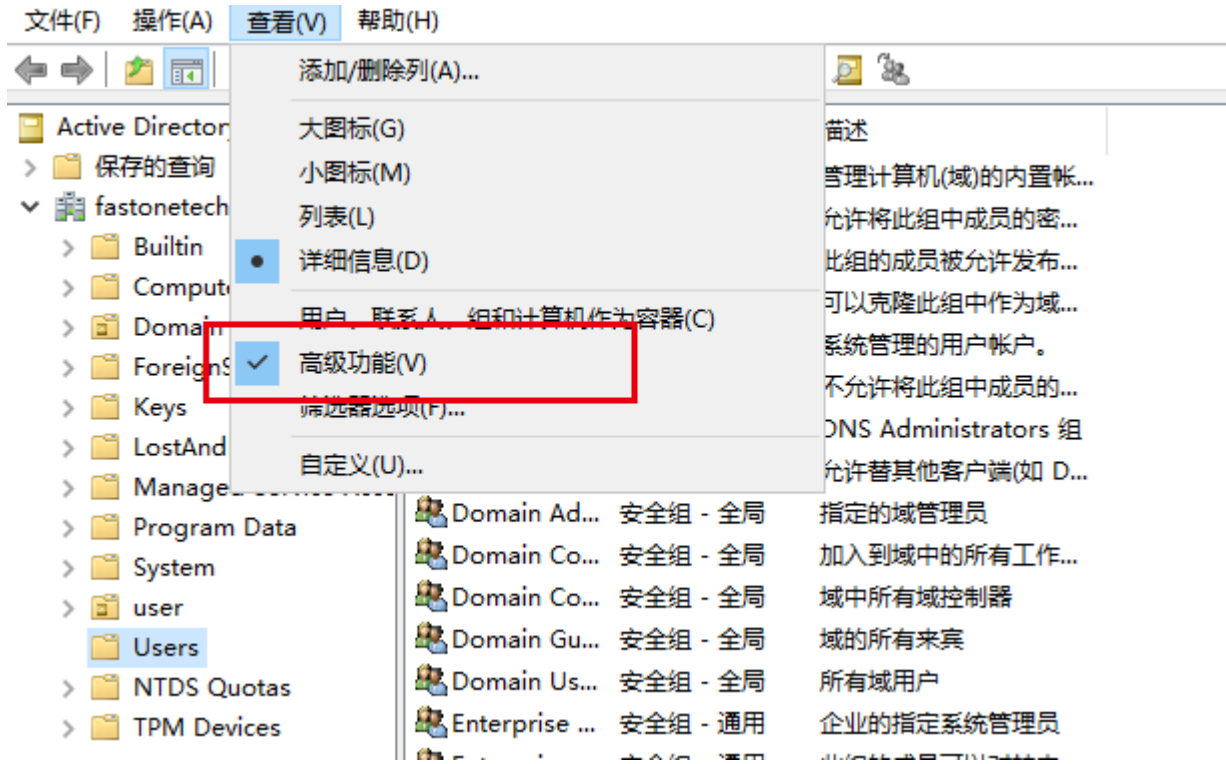 文件(F) 操作(A) 查看(V) 帮助(H)
添加/删除列(A)...
大图标(G)
小图标(M)
列表(L)
详细信息(D)
用户、联系人、组和计算机作为容器(C)
高级功能(V)
筛选器选项(F)...
自定义(U)...
Active Director
保存的查询
fastonetech
Builtin
Comput
Domain
ForeignS
Keys
LostAnd
Managed Service Acco
Program Data
System
user
Users
NTDS Quotas
TPM Devices
描述
管理计算机(域)的内置帐...
允许将此组中成员的密...
此组的成员被允许发布...
可以克隆此组中作为域...
系统管理的用户帐户。
不允许将此组中成员的...
DNS Administrators 组
允许替其他客户端(如 D...
Domain Ad... 安全组 - 全局 指定的域管理员
Domain Co... 安全组 - 全局 加入到域中的所有工作...
Domain Co... 安全组 - 全局 域中所有域控制器
Domain Gu... 安全组 - 全局 域的所有来宾
Domain Us... 安全组 - 全局 所有域用户
Enterprise ... 安全组 - 通用 企业的指定系统管理员